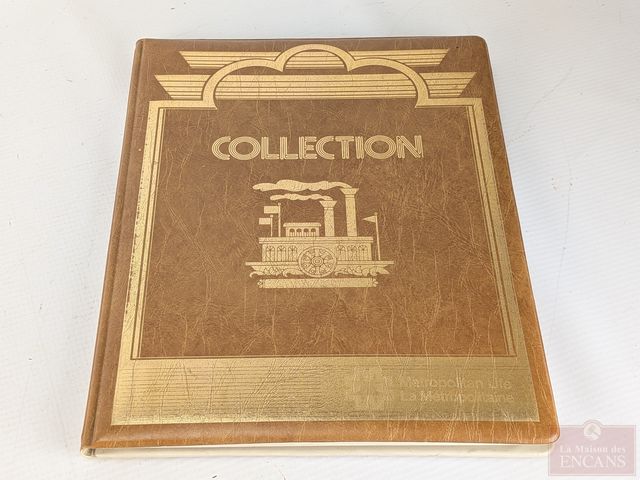 COLLECTION
Metropolitan Life
La Métropolitaine
La Maison des
ENCANS